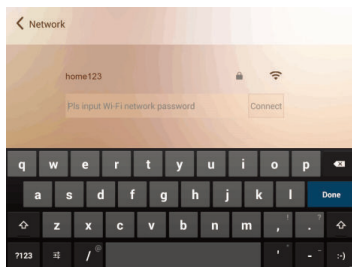 Network
home123
Pls input Wi-Fi network password Connect
q w e r t y u i o p
a s d f g h j k l Done
z x c v b n m , ! . ?
?123 / @ ' - :-)